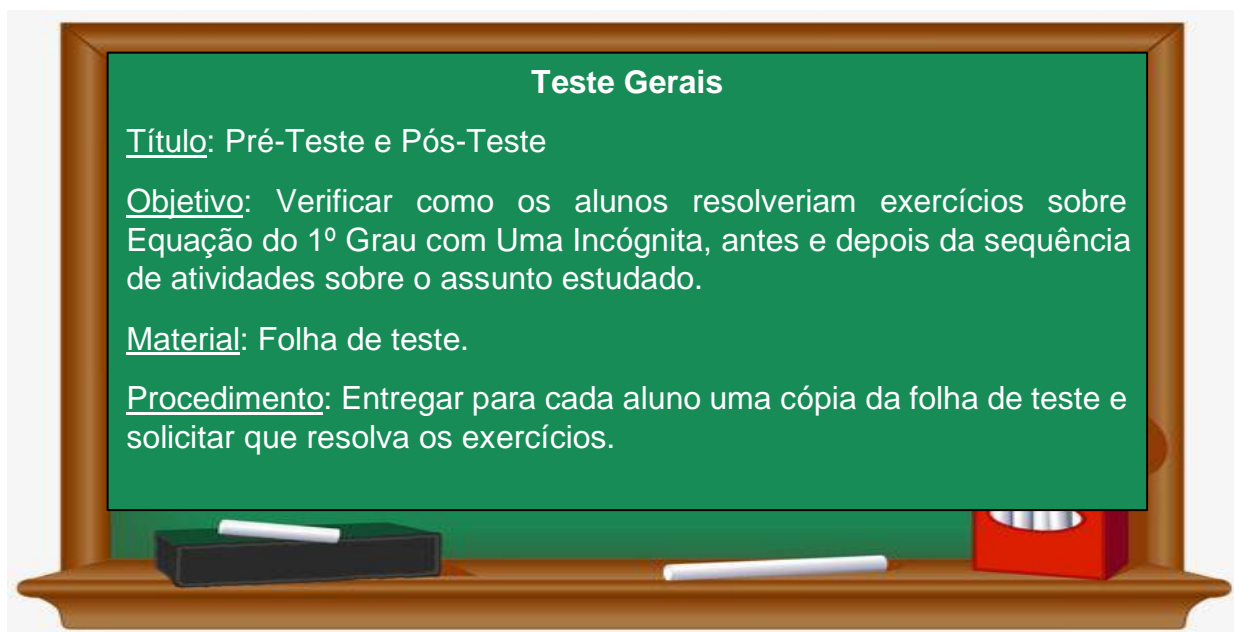 Teste Gerais
Título: Pré-Teste e Pós-Teste
Objetivo: Verificar como os alunos resolveriam exercícios sobre
Equação do 1º Grau com Uma Incógnita, antes e depois da sequência
de atividades sobre o assunto estudado.
Material: Folha de teste.
Procedimento: Entregar para cada aluno uma cópia da folha de teste e
solicitar que resolva os exercícios.